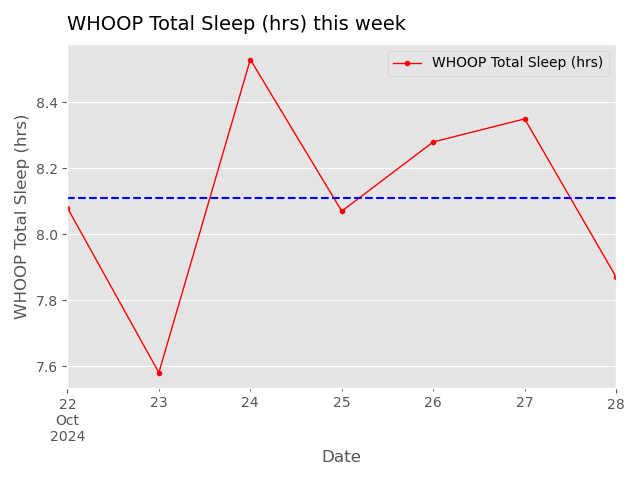 WHOOP Total Sleep (hrs) this week
WHOOP Total Sleep (hrs)
WHOOP Total Sleep (hrs)
8.4
8.2
8.0
7.8
7.6
22 23 24 25 26 27 28
Oct
2024
Date